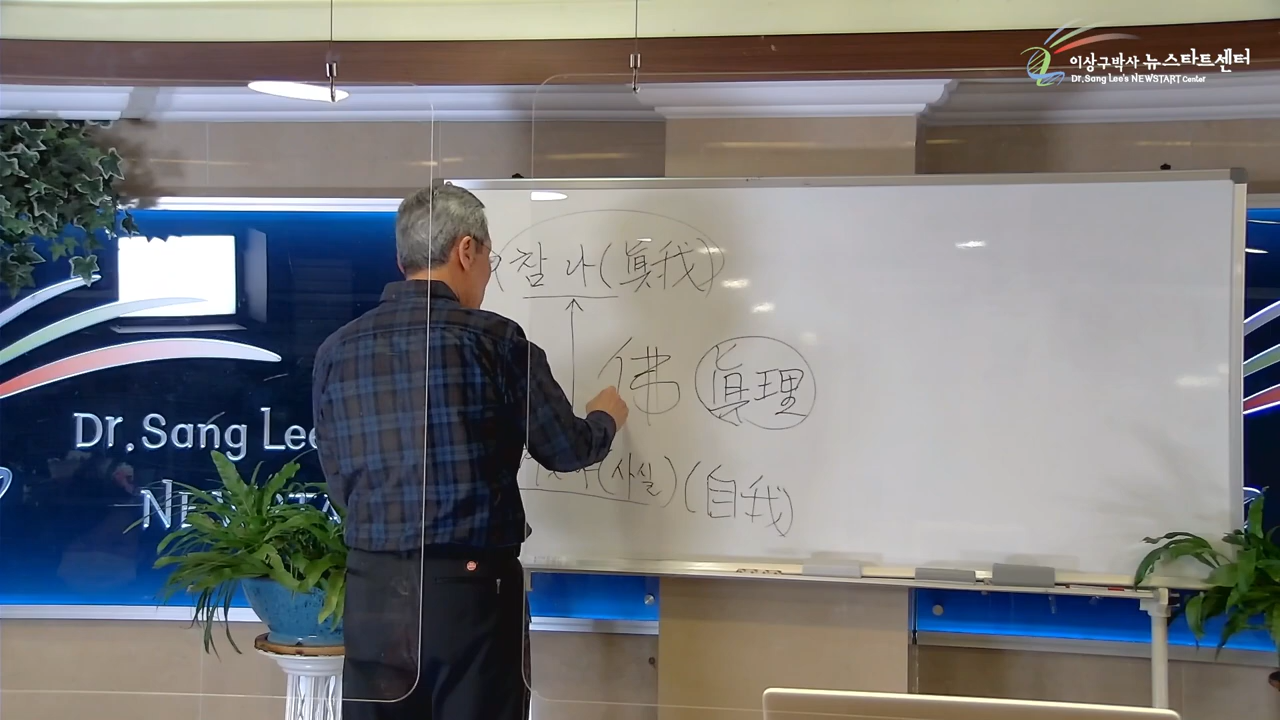 이상구박사 뉴스타트센터
Dr. Sang Lee's NEWSTART Center
참 나(眞我)
佛 眞理
(사실)(自我)
Dr. Sang Lee